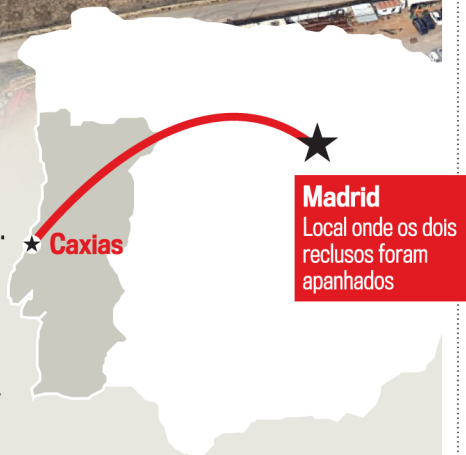 Caxias
Madrid
Local onde os dois
reclusos foram
apanhados